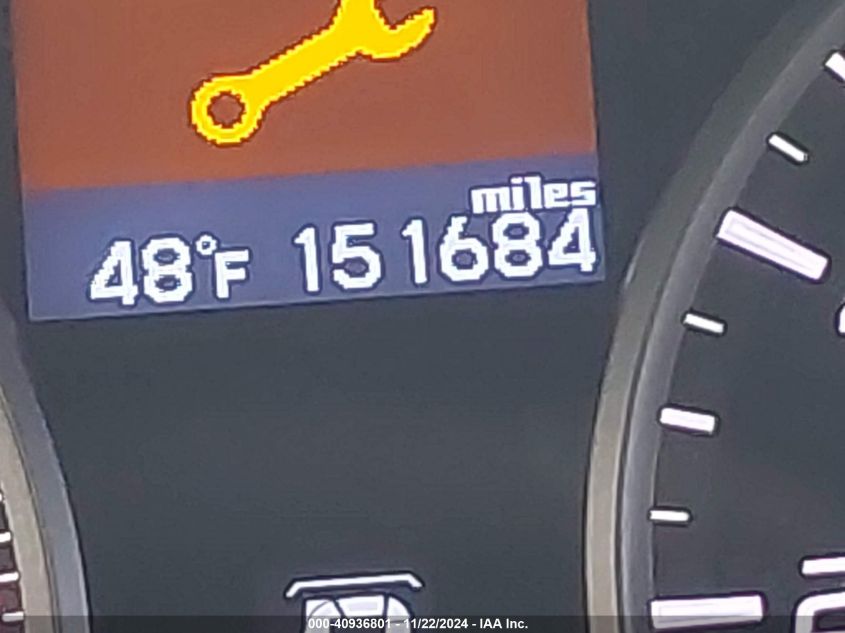 miles
48°F 151684
000-40936801 - 11/22/2024 - IAA Inc.